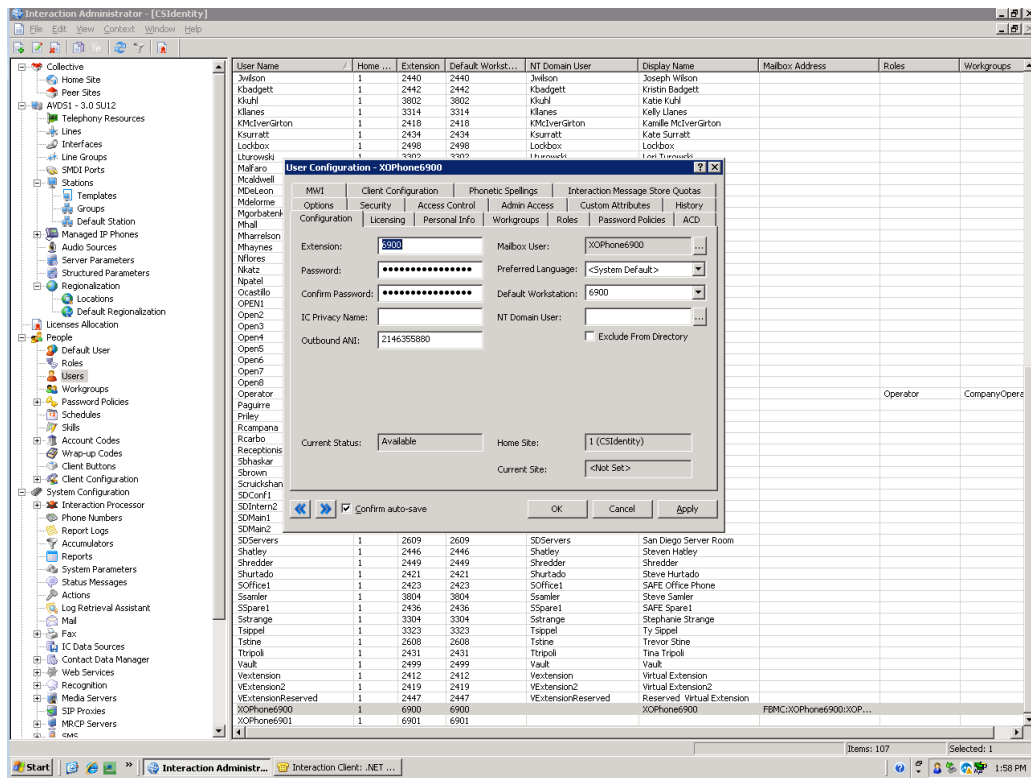 Interaction Administrator - [CSIdentity]
File Edit View Context Window Help
Collective
Home Site
Peer Sites
AVDS1 - 3.0 SU12
Telephony Resources
Lines
Interfaces
Line Groups
SMDI Ports
Stations
Templates
Groups
Default Station
Managed IP Phones
Audio Sources
Server Parameters
Structured Parameters
Regionalization
Locations
Default Regionalization
Licenses Allocation
People
Default User
Roles
Users
Workgroups
Password Policies
Schedules
Skills
Account Codes
Wrap-up Codes
Client Buttons
Client Configuration
System Configuration
Interaction Processor
Phone Numbers
Report Logs
Accumulators
Reports
System Parameters
Status Messages
Actions
Log Retrieval Assistant
Mail
Fax
IC Data Sources
Contact Data Manager
Web Services
Recognition
Media Servers
SIP Proxies
MRCP Servers
SMS
User Name Home ... Extension Default Workst... NT Domain User Display Name Mailbox Address Roles Workgroups
Jwilson 1 2440 2440 Jwilson Joseph Wilson
Kbadgett 1 2442 2442 Kbadgett Kristin Badgett
Kkuhl 1 3802 3802 Kkuhl Katie Kuhl
Kllanes 1 3314 3314 Kllanes Kelly Llanes
KMcIverGirton 1 2418 2418 KMcIverGirton Kamille McIverGirton
Ksurratt 1 2434 2434 Ksurratt Kate Surratt
Lockbox 1 2498 2498 Lockbox Lockbox
Lturowski 1 3302 3302 Lturowski Lori Turowski
Malfaro
Mcaldwell
MDeLeon
Mdelorme
Mgorbatenk
Mhall
Mharrelson
Mhaynes
Nflores
Nkatz
Npatel
Ocastillo
OPEN1
Open2
Open3
Open4
Open5
Open6
Open7
Open8
Operator Operator CompanyOpera
Paguirre
Priley
Rcampana
Rcarbo
Receptionis
Sbhaskar
Sbrown
Scruickshan
SDConf1
SDIntern2
SDMain1
SDMain2
SDServers 1 2609 2609 SDServers San Diego Server Room
Shatley 1 2446 2446 Shatley Steven Hatley
Shredder 1 2449 2449 Shredder Shredder
Shurtado 1 2421 2421 Shurtado Steve Hurtado
SOffice1 1 2423 2423 SOffice1 SAFE Office Phone
Ssamler 1 3804 3804 Ssamler Steve Samler
SSpare1 1 2436 2436 SSpare1 SAFE Spare1
Sstrange 1 3304 3304 Sstrange Stephanie Strange
Tsippel 1 3323 3323 Tsippel Ty Sippel
Tstine 1 2608 2608 Tstine Trevor Stine
Ttripoli 1 2431 2431 Ttripoli Tina Tripoli
Vault 1 2499 2499 Vault Vault
Vextension 1 2412 2412 Vextension Virtual Extension
VExtension2 1 2419 2419 VExtension2 Virtual Extension2
VExtensionReserved 1 2447 2447 VExtensionReserved Reserved Virtual Extension
XOPhone6900 1 6900 6900 XOPhone6900 FBMC:XOPhone6900:XOP...
XOPhone6901 1 6901 6901
User Configuration - XOPhone6900
MWI Client Configuration Phonetic Spellings Interaction Message Store Quotas
Options Security Access Control Admin Access Custom Attributes History
Configuration Licensing Personal Info Workgroups Roles Password Policies ACD
Extension: 6900 Mailbox User: XOPhone6900 ...
Password: •••••••••••••••• Preferred Language: <System Default>
Confirm Password: •••••••••••••••• Default Workstation: 6900
IC Privacy Name: NT Domain User: ...
Outbound ANI: 2146355880 Exclude From Directory
Current Status: Available Home Site: 1 (CSIdentity)
Current Site: <Not Set>
Confirm auto-save OK Cancel Apply
Items: 107 Selected: 1
Start » Interaction Administr... Interaction Client: .NET ... 1:58 PM